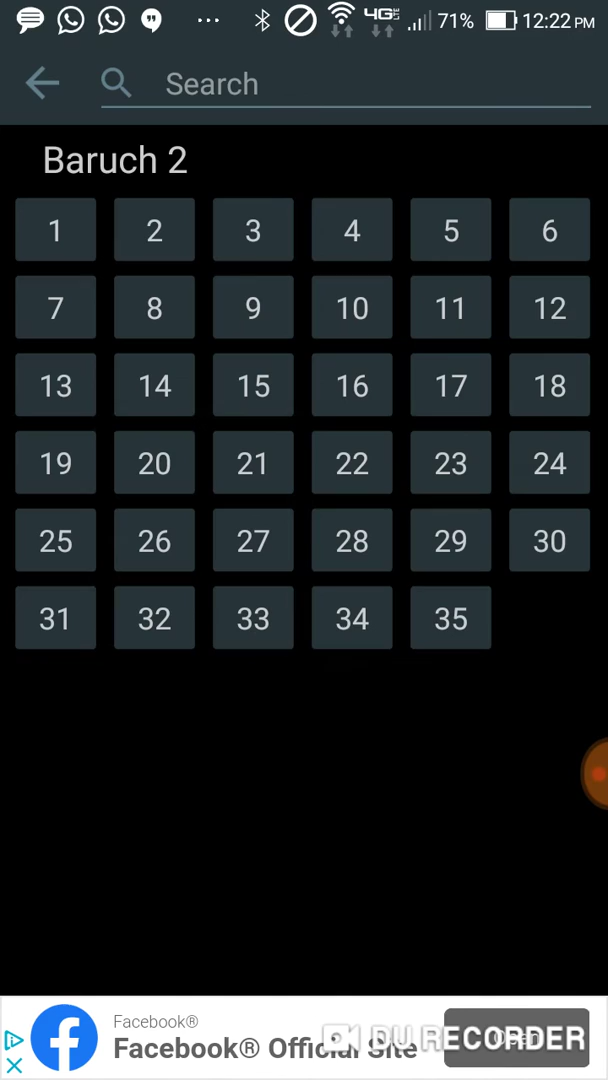 71% 12:22 PM
Search
Baruch 2
1 2 3 4 5 6
7 8 9 10 11 12
13 14 15 16 17 18
19 20 21 22 23 24
25 26 27 28 29 30
31 32 33 34 35
Facebook®
Facebook® Official Site
DU RECORDER